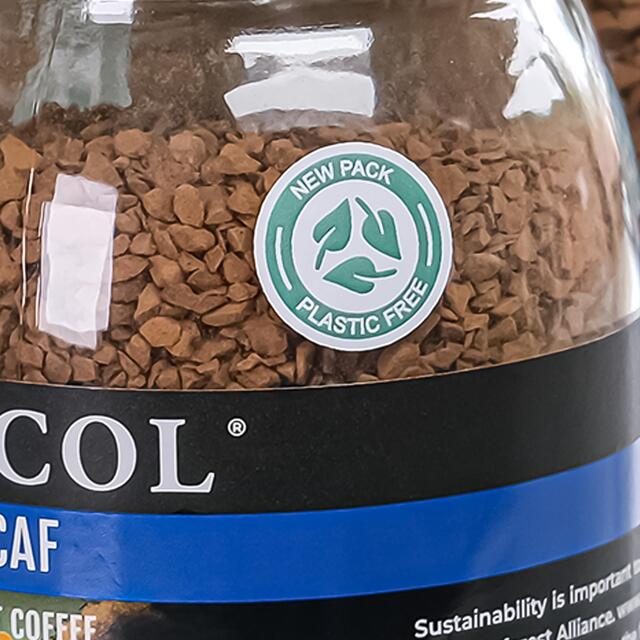 NEW PACK
PLASTIC FREE
COL®
CAF
COFFEE
Sustainability is important
Alliance.